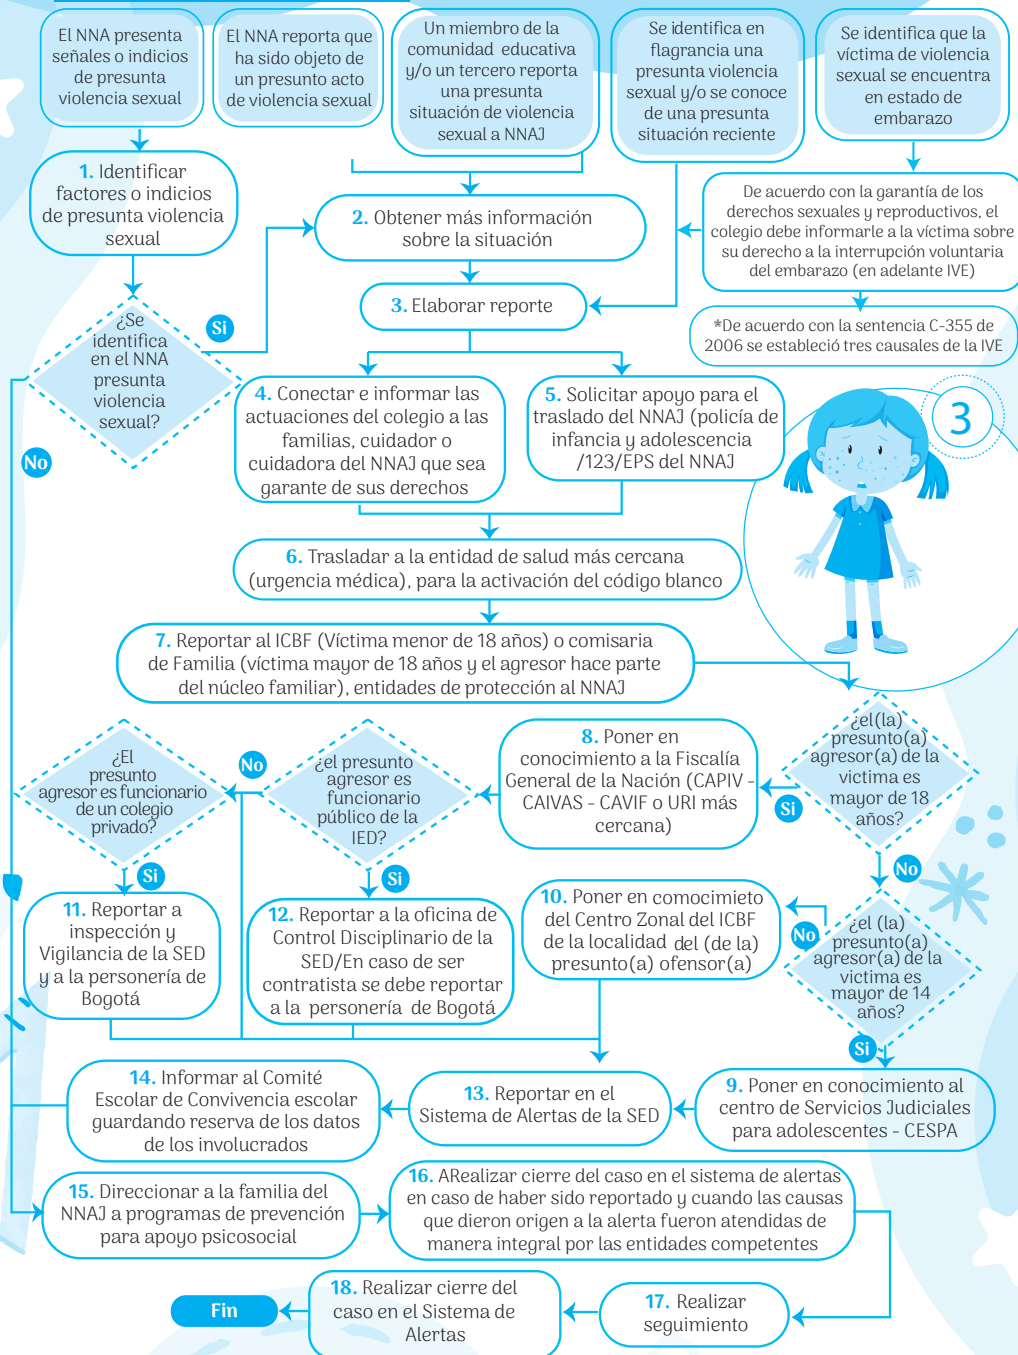 El NNA presenta
señales o indicios
de presunta
violencia sexual
El NNA reporta que
ha sido objeto de
un presunto acto
de violencia sexual
Un miembro de la
comunidad educativa
y/o un tercero reporta
una presunta
situación de violencia
sexual a NNAJ
Se identifica en
flagrancia una
presunta violencia
sexual y/o se conoce
de una presunta
situación reciente
Se identifica que la
víctima de violencia
sexual se encuentra
en estado de
embarazo
1. Identificar
factores o indicios
de presunta violencia
sexual
2. Obtener más información
sobre la situación
De acuerdo con la garantía de los
derechos sexuales y reproductivos, el
colegio debe informarle a la víctima sobre
su derecho a la interrupción voluntaria
del embarazo (en adelante IVE)
3. Elaborar reporte
*De acuerdo con la sentencia C-355 de
2006 se estableció tres causales de la IVE
¿Se
identifica
en el NNA
presunta
violencia
sexual?
Si
No
4. Conectar e informar las
actuaciones del colegio a las
familias, cuidador o
cuidadora del NNAJ que sea
garante de sus derechos
5. Solicitar apoyo para el
traslado del NNAJ (policía de
infancia y adolescencia
/123/EPS del NNAJ
3
6. Trasladar a la entidad de salud más cercana
(urgencia médica), para la activación del código blanco
7. Reportar al ICBF (Víctima menor de 18 años) o comisaria
de Familia (víctima mayor de 18 años y el agresor hace parte
del núcleo familiar), entidades de protección al NNAJ
¿el(la)
presunto(a)
agresor(a) de la
victima es
mayor de 18
años?
Si
No
8. Poner en
conocimiento a la Fiscalía
General de la Nación (CAPIV -
CAIVAS - CAVIF o URI más
cercana)
¿el presunto
agresor es
funcionario
público de la
IED?
No
Si
¿El
presunto
agresor es funcionario
de un colegio
privado?
Si
11. Reportar a
inspección y
Vigilancia de la SED
y a la personería de
Bogotá
12. Reportar a la oficina de
Control Disciplinario de la
SED/En caso de ser
contratista se debe reportar
a la personería de Bogotá
10. Poner en comocimieto
del Centro Zonal del ICBF
de la localidad del (de la)
presunto(a) ofensor(a)
No
¿el (la)
presunto(a)
agresor(a) de la
victima es
mayor de 14
años?
Si
14. Informar al Comité
Escolar de Convivencia escolar
guardando reserva de los datos
de los involucrados
13. Reportar en el
Sistema de Alertas de la SED
9. Poner en conocimiento al
centro de Servicios Judiciales
para adolescentes - CESPA
15. Direccionar a la familia del
NNAJ a programas de prevención
para apoyo psicosocial
16. ARealizar cierre del caso en el sistema de alertas
en caso de haber sido reportado y cuando las causas
que dieron origen a la alerta fueron atendidas de
manera integral por las entidades competentes
Fin
18. Realizar cierre del
caso en el Sistema de
Alertas
17. Realizar
seguimiento